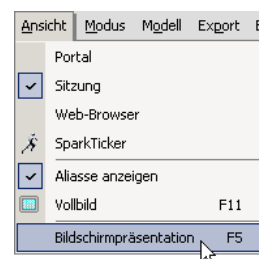 Ansicht Modus Modell Export
Portal
Sitzung
Web-Browser
SparkTicker
Aliasse anzeigen
Vollbild F11
Bildschirmpräsentation F5